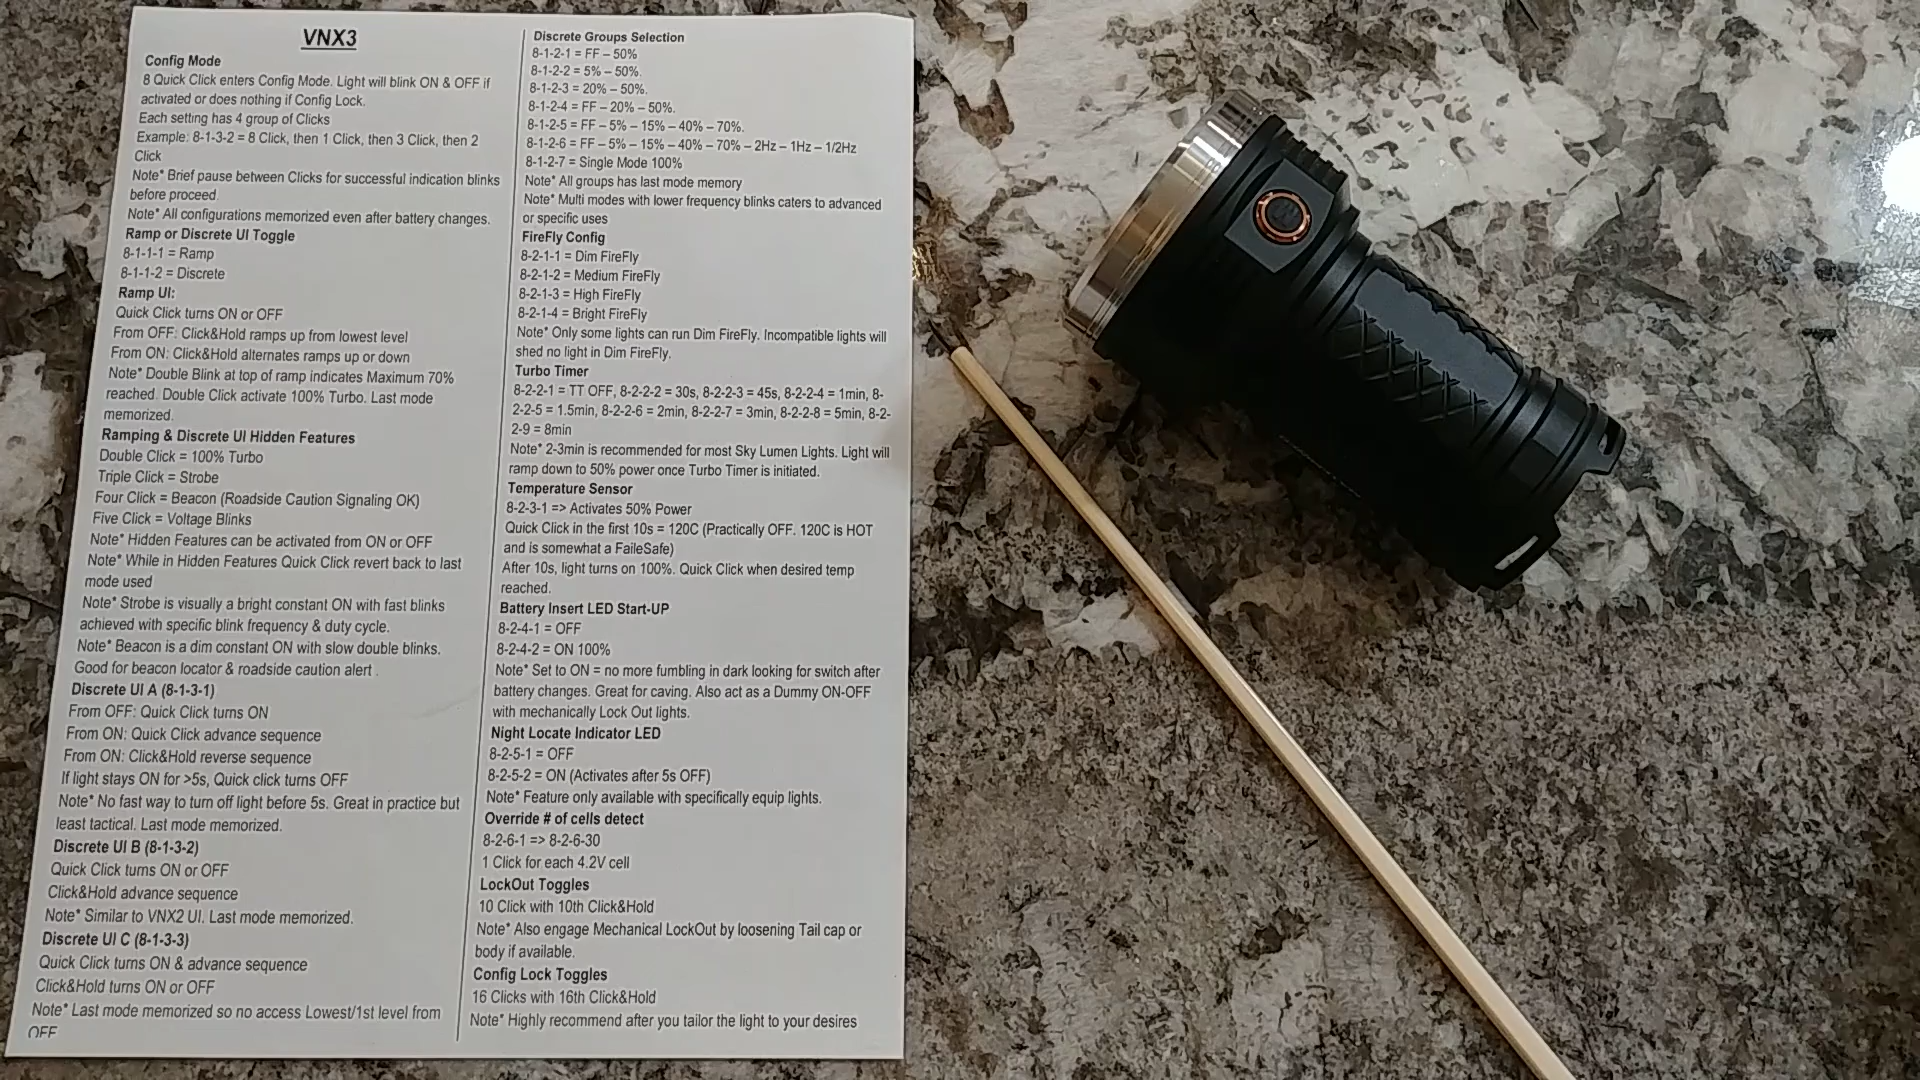 VNX3
Config Mode
8 Quick Click enters Config Mode. Light will blink ON & OFF if
activated or does nothing if Config Lock.
Each setting has 4 group of Clicks
Example: 8-1-3-2 = 8 Click, then 1 Click, then 3 Click, then 2
Click
Note* Brief pause between Clicks for successful indication blinks
before proceed.
Note* All configurations memorized even after battery changes.
Ramp or Discrete UI Toggle
8-1-1-1 = Ramp
8-1-1-2 = Discrete
Ramp UI:
Quick Click turns ON or OFF
From OFF: Click&Hold ramps up from lowest level
From ON: Click&Hold alternates ramps up or down
Note* Double Blink at top of ramp indicates Maximum 70%
reached. Double Click activate 100% Turbo. Last mode
memorized.
Ramping & Discrete UI Hidden Features
Double Click = 100% Turbo
Triple Click = Strobe
Four Click = Beacon (Roadside Caution Signaling OK)
Five Click = Voltage Blinks
Note* Hidden Features can be activated from ON or OFF
Note* While in Hidden Features Quick Click revert back to last
mode used
Note* Strobe is visually a bright constant ON with fast blinks
achieved with specific blink frequency & duty cycle.
Note* Beacon is a dim constant ON with slow double blinks.
Good for beacon locator & roadside caution alert .
Discrete UI A (8-1-3-1)
From OFF: Quick Click turns ON
From ON: Quick Click advance sequence
From ON: Click&Hold reverse sequence
If light stays ON for >5s, Quick click turns OFF
Note* No fast way to turn off light before 5s. Great in practice but
least tactical. Last mode memorized.
Discrete UI B (8-1-3-2)
Quick Click turns ON or OFF
Click&Hold advance sequence
Note* Similar to VNX2 UI. Last mode memorized.
Discrete UI C (8-1-3-3)
Quick Click turns ON & advance sequence
Click&Hold turns ON or OFF
Note* Last mode memorized so no access Lowest/1st level from
OFF
Discrete Groups Selection
8-1-2-1 = FF – 50%
8-1-2-2 = 5% – 50%.
8-1-2-3 = 20% – 50%.
8-1-2-4 = FF – 20% – 50%.
8-1-2-5 = FF – 5% – 15% – 40% – 70%.
8-1-2-6 = FF – 5% – 15% – 40% – 70% – 2Hz – 1Hz – 1/2Hz
8-1-2-7 = Single Mode 100%
Note* All groups has last mode memory
Note* Multi modes with lower frequency blinks caters to advanced
or specific uses
FireFly Config
8-2-1-1 = Dim FireFly
8-2-1-2 = Medium FireFly
8-2-1-3 = High FireFly
8-2-1-4 = Bright FireFly
Note* Only some lights can run Dim FireFly. Incompatible lights will
shed no light in Dim FireFly.
Turbo Timer
8-2-2-1 = TT OFF, 8-2-2-2 = 30s, 8-2-2-3 = 45s, 8-2-2-4 = 1min, 8-
2-2-5 = 1.5min, 8-2-2-6 = 2min, 8-2-2-7 = 3min, 8-2-2-8 = 5min, 8-2-
2-9 = 8min
Note* 2-3min is recommended for most Sky Lumen Lights. Light will
ramp down to 50% power once Turbo Timer is initiated.
Temperature Sensor
8-2-3-1 => Activates 50% Power
Quick Click in the first 10s = 120C (Practically OFF. 120C is HOT
and is somewhat a FaileSafe)
After 10s, light turns on 100%. Quick Click when desired temp
reached.
Battery Insert LED Start-UP
8-2-4-1 = OFF
8-2-4-2 = ON 100%
Note* Set to ON = no more fumbling in dark looking for switch after
battery changes. Great for caving. Also act as a Dummy ON-OFF
with mechanically Lock Out lights.
Night Locate Indicator LED
8-2-5-1 = OFF
8-2-5-2 = ON (Activates after 5s OFF)
Note* Feature only available with specifically equip lights.
Override # of cells detect
8-2-6-1 => 8-2-6-30
1 Click for each 4.2V cell
LockOut Toggles
10 Click with 10th Click&Hold
Note* Also engage Mechanical LockOut by loosening Tail cap or
body if available.
Config Lock Toggles
16 Clicks with 16th Click&Hold
Note* Highly recommend after you tailor the light to your desires